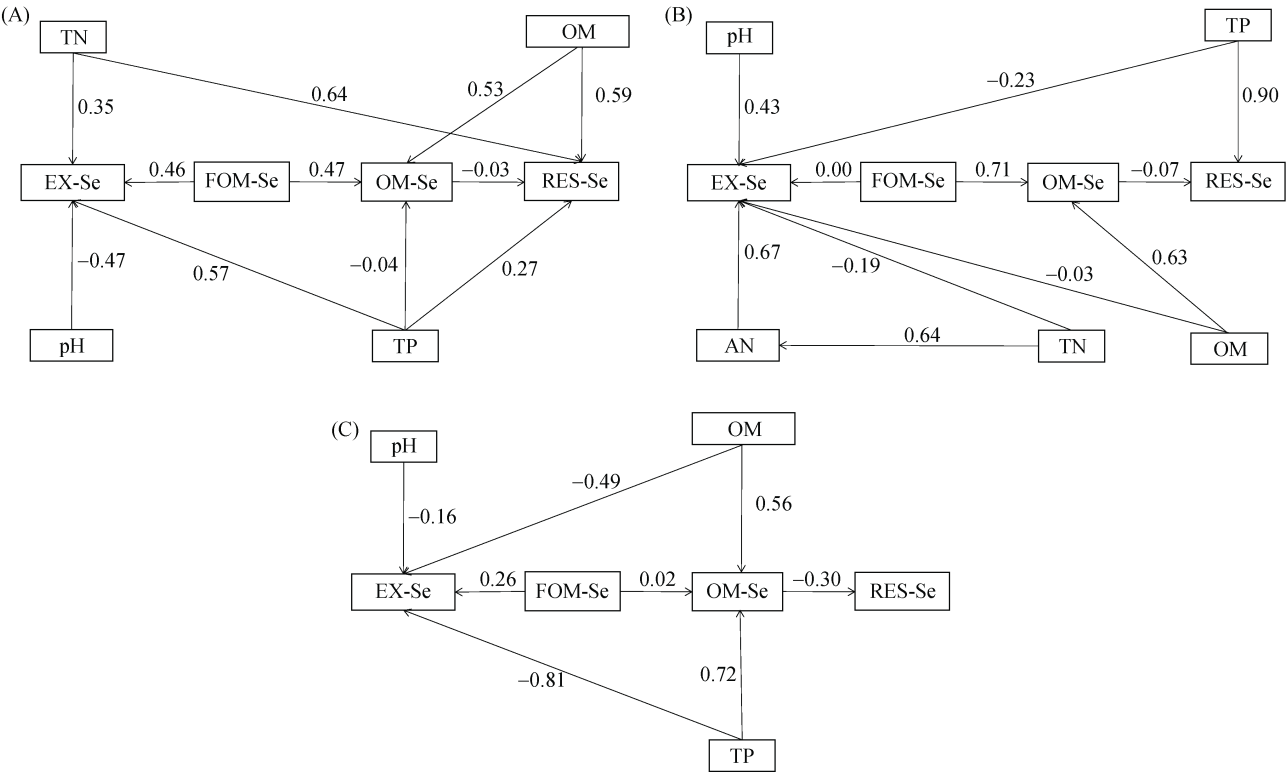 (A)
TN
OM
0.35
0.64
0.53
0.59
EX-Se
0.46
FOM-Se
0.47
OM-Se
−0.03
RES-Se
−0.47
0.57
−0.04
0.27
pH
TP
(B)
pH
TP
0.43
−0.23
0.90
EX-Se
0.00
FOM-Se
0.71
OM-Se
−0.07
RES-Se
0.67
−0.19
−0.03
0.63
AN
0.64
TN
OM
(C)
pH
OM
−0.16
−0.49
0.56
EX-Se
0.26
FOM-Se
0.02
OM-Se
−0.30
RES-Se
−0.81
0.72
TP